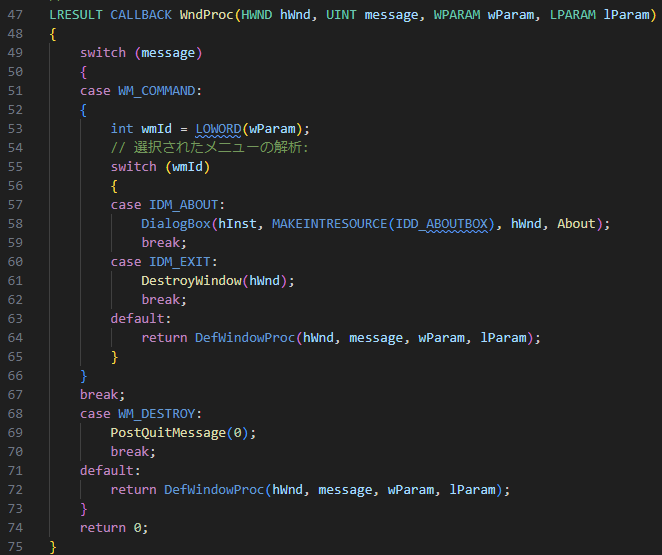 47 LRESULT CALLBACK WndProc(HWND hWnd, UINT message, WPARAM wParam, LPARAM lParam)
48 {
49     switch (message)
50     {
51     case WM_COMMAND:
52     {
53         int wmId = LOWORD(wParam);
54         // 選択されたメニューの解析:
55         switch (wmId)
56         {
57         case IDM_ABOUT:
58             DialogBox(hInst, MAKEINTRESOURCE(IDD_ABOUTBOX), hWnd, About);
59             break;
60         case IDM_EXIT:
61             DestroyWindow(hWnd);
62             break;
63         default:
64             return DefWindowProc(hWnd, message, wParam, lParam);
65         }
66     }
67     break;
68     case WM_DESTROY:
69         PostQuitMessage(0);
70         break;
71     default:
72         return DefWindowProc(hWnd, message, wParam, lParam);
73     }
74     return 0;
75 }